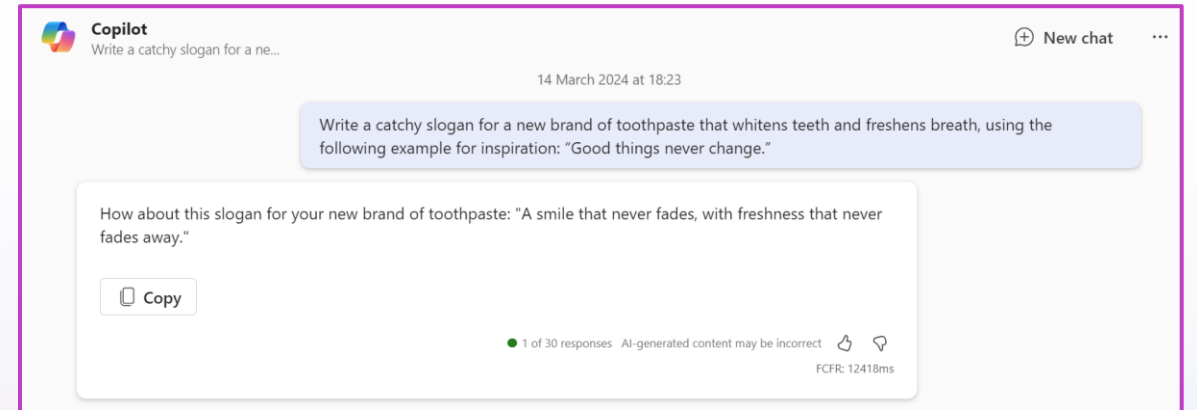 Copilot
New chat ...
Write a catchy slogan for a ne...
14 March 2024 at 18:23
Write a catchy slogan for a new brand of toothpaste that whitens teeth and freshens breath, using the
following example for inspiration: “Good things never change.”
How about this slogan for your new brand of toothpaste: "A smile that never fades, with freshness that never
fades away."
Copy
1 of 30 responses AI-generated content may be incorrect
FCFR: 12418ms